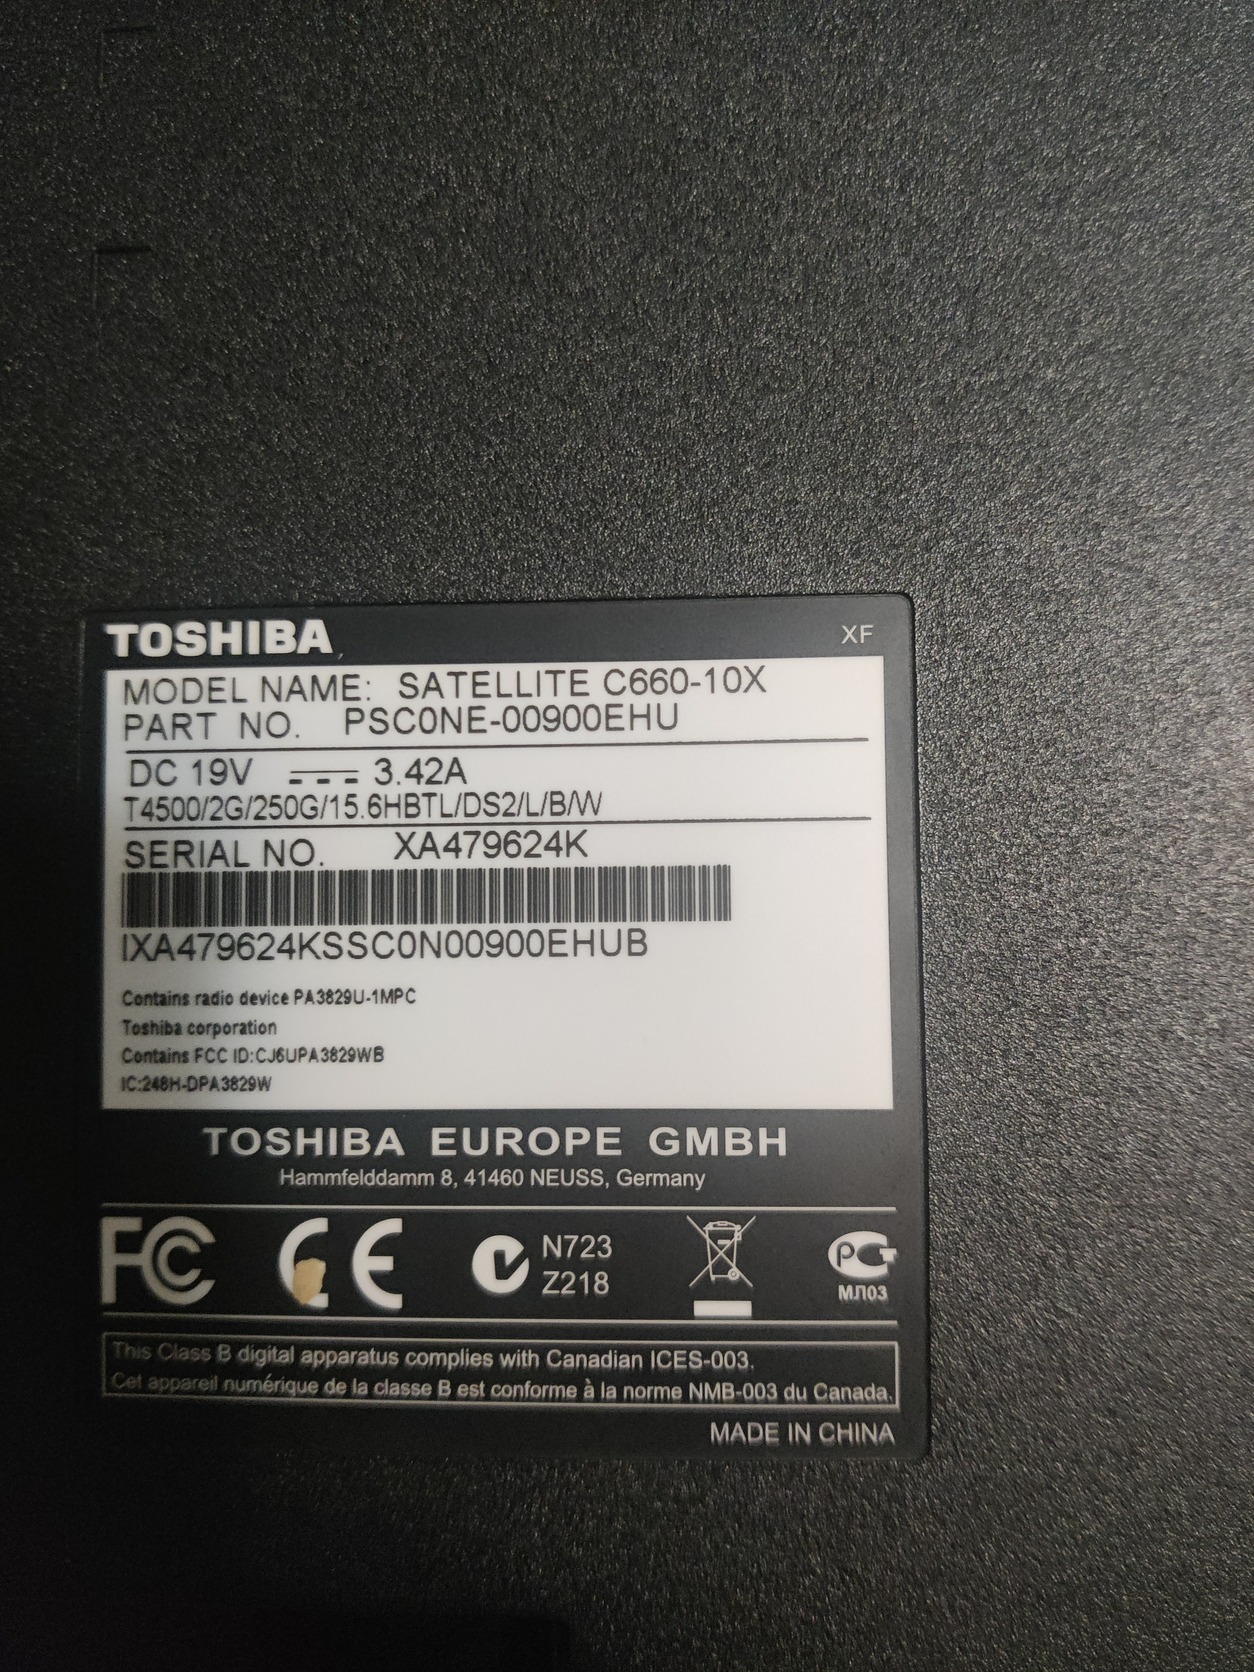 TOSHIBA
XF
MODEL NAME: SATELLITE C660-10X
PART NO. PSC0NE-00900EHU
DC 19V 3.42A
T4500/2G/250G/15.6HBTL/DS2/L/B/W
SERIAL NO. XA479624K
IXA479624KSSC0N00900EHUB
Contains radio device PA3829U-1MPC
Toshiba corporation
Contains FCC ID:CJ6UPA3829WB
IC:248H-DPA3829W
TOSHIBA EUROPE GMBH
Hammfelddamm 8, 41460 NEUSS, Germany
FC CE N723
Z218
РСТ
МЛ03
This Class B digital apparatus complies with Canadian ICES-003.
Cet appareil numérique de la classe B est conforme à la norme NMB-003 du Canada.
MADE IN CHINA